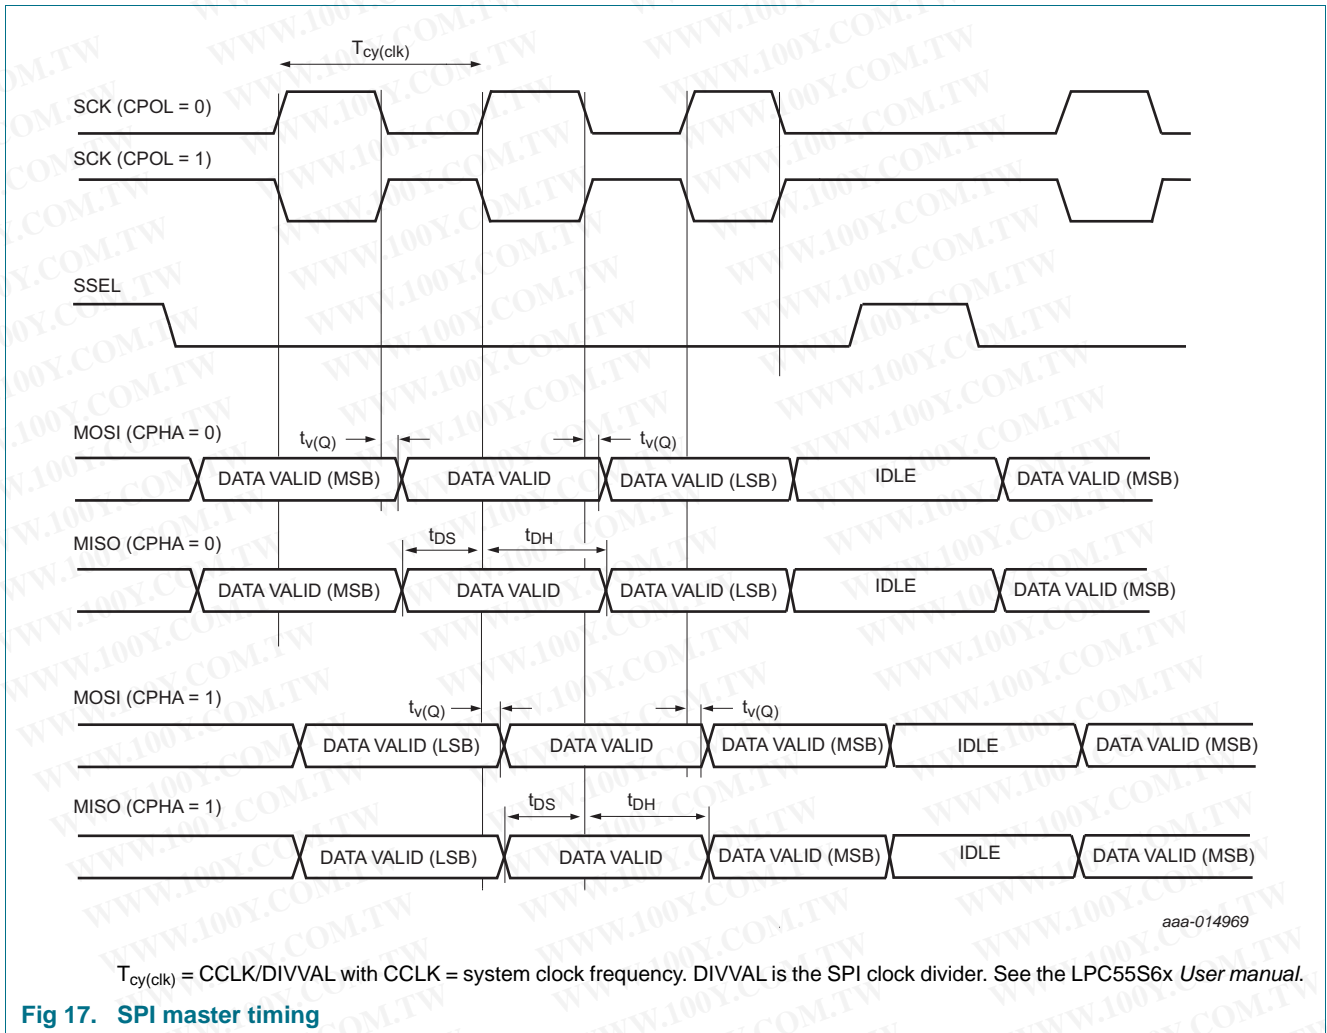 Tcy(clk)
SCK (CPOL = 0)
SCK (CPOL = 1)
SSEL
MOSI (CPHA = 0)
tv(Q) tv(Q)
DATA VALID (MSB) DATA VALID DATA VALID (LSB) IDLE DATA VALID (MSB)
MISO (CPHA = 0)
tDS tDH
DATA VALID (MSB) DATA VALID DATA VALID (LSB) IDLE DATA VALID (MSB)
MOSI (CPHA = 1)
tv(Q) tv(Q)
DATA VALID (LSB) DATA VALID DATA VALID (MSB) IDLE DATA VALID (MSB)
MISO (CPHA = 1)
tDS tDH
DATA VALID (LSB) DATA VALID DATA VALID (MSB) IDLE DATA VALID (MSB)
aaa-014969
Tcy(clk) = CCLK/DIVVAL with CCLK = system clock frequency. DIVVAL is the SPI clock divider. See the LPC55S6x User manual.
Fig 17. SPI master timing
WWW.100Y.COM.TW